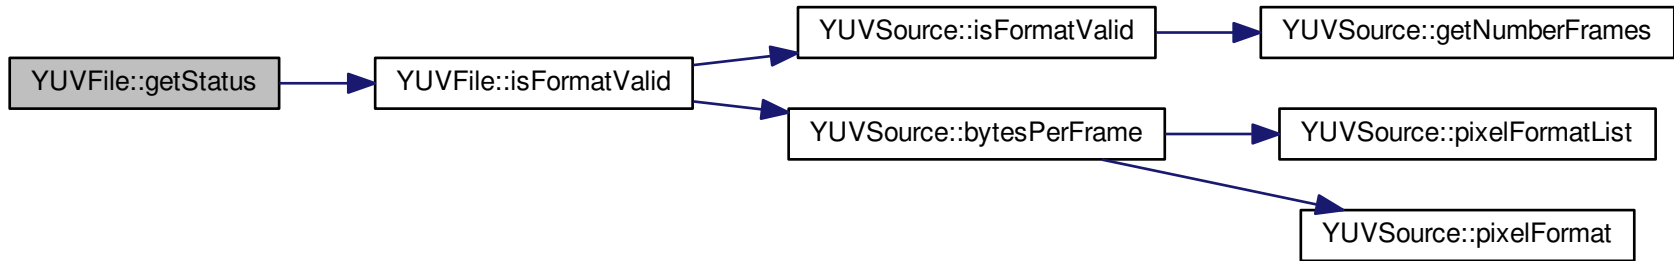 YUVFile::getStatus
YUVFile::isFormatValid
YUVSource::isFormatValid
YUVSource::getNumberFrames
YUVSource::bytesPerFrame
YUVSource::pixelFormatList
YUVSource::pixelFormat